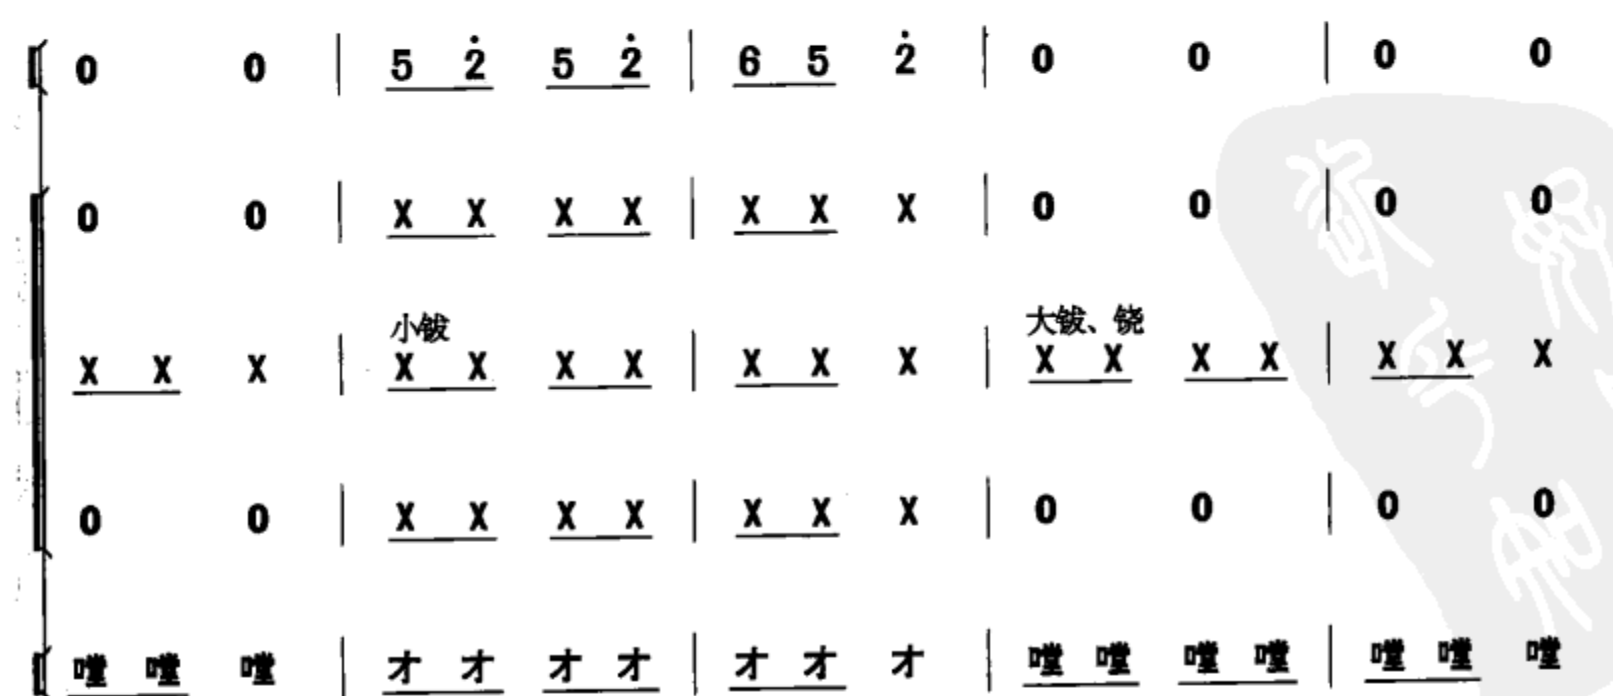 0 0 | 5 2̇ 5 2̇ | 6 5 2̇ | 0 0 | 0 0
0 0 | X X X X | X X X | 0 0 | 0 0
小钹 大钹、铙
X X X | X X X X | X X X | X X X X | X X X
0 0 | X X X X | X X X | 0 0 | 0 0
嘡 嘡 嘡 | 才 才 才 才 | 才 才 才 | 嘡 嘡 嘡 嘡 | 嘡 嘡 嘡